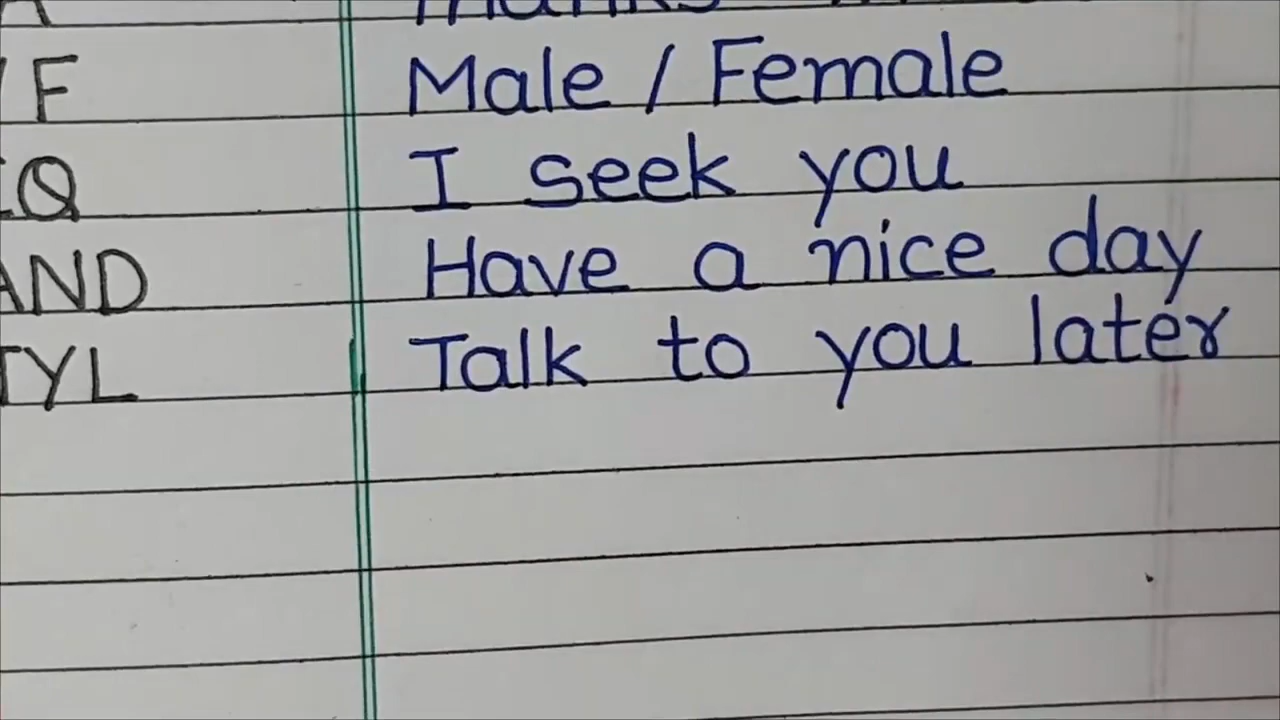 /F Male / Female
Q I seek you
AND Have a nice day
TYL Talk to you later